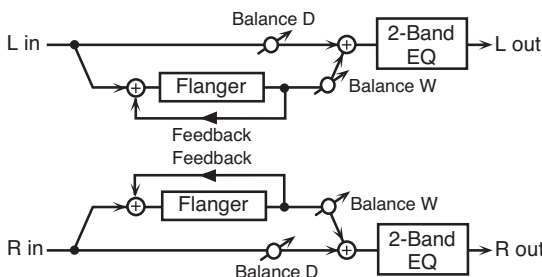 Balance D
L in
2-Band
EQ
L out
Flanger
Balance W
Feedback
Feedback
Flanger
Balance W
R in
2-Band
EQ
R out
Balance D